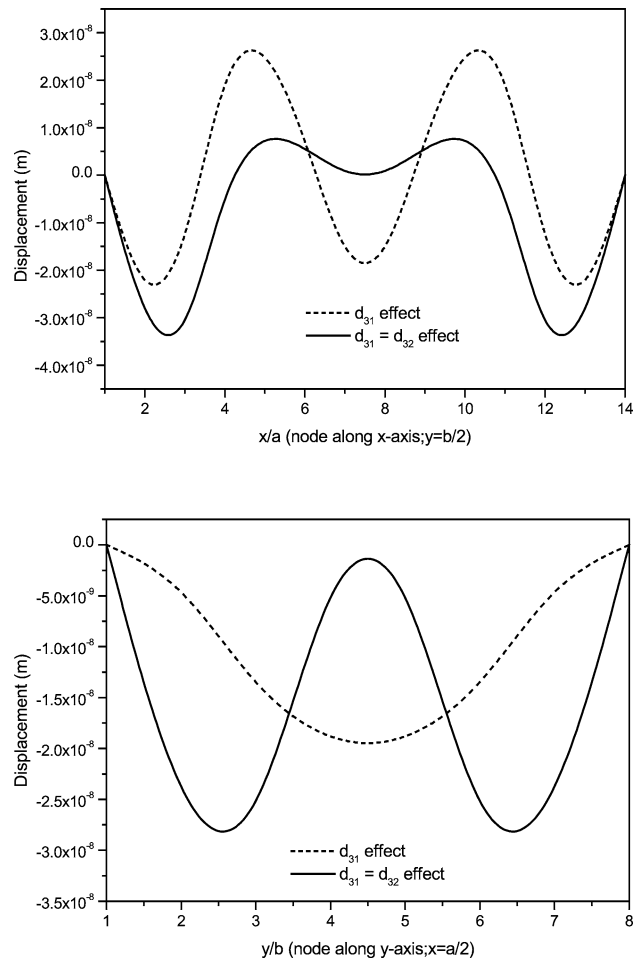 3.0x10⁻⁸
2.0x10⁻⁸
1.0x10⁻⁸
0.0
-1.0x10⁻⁸
-2.0x10⁻⁸
-3.0x10⁻⁸
-4.0x10⁻⁸
Displacement (m)
d₃₁ effect
d₃₁ = d₃₂ effect
2 4 6 8 10 12 14
x/a (node along x-axis;y=b/2)
0.0
-5.0x10⁻⁹
-1.0x10⁻⁸
-1.5x10⁻⁸
-2.0x10⁻⁸
-2.5x10⁻⁸
-3.0x10⁻⁸
-3.5x10⁻⁸
Displacement (m)
d₃₁ effect
d₃₁ = d₃₂ effect
1 2 3 4 5 6 7 8
y/b (node along y-axis;x=a/2)